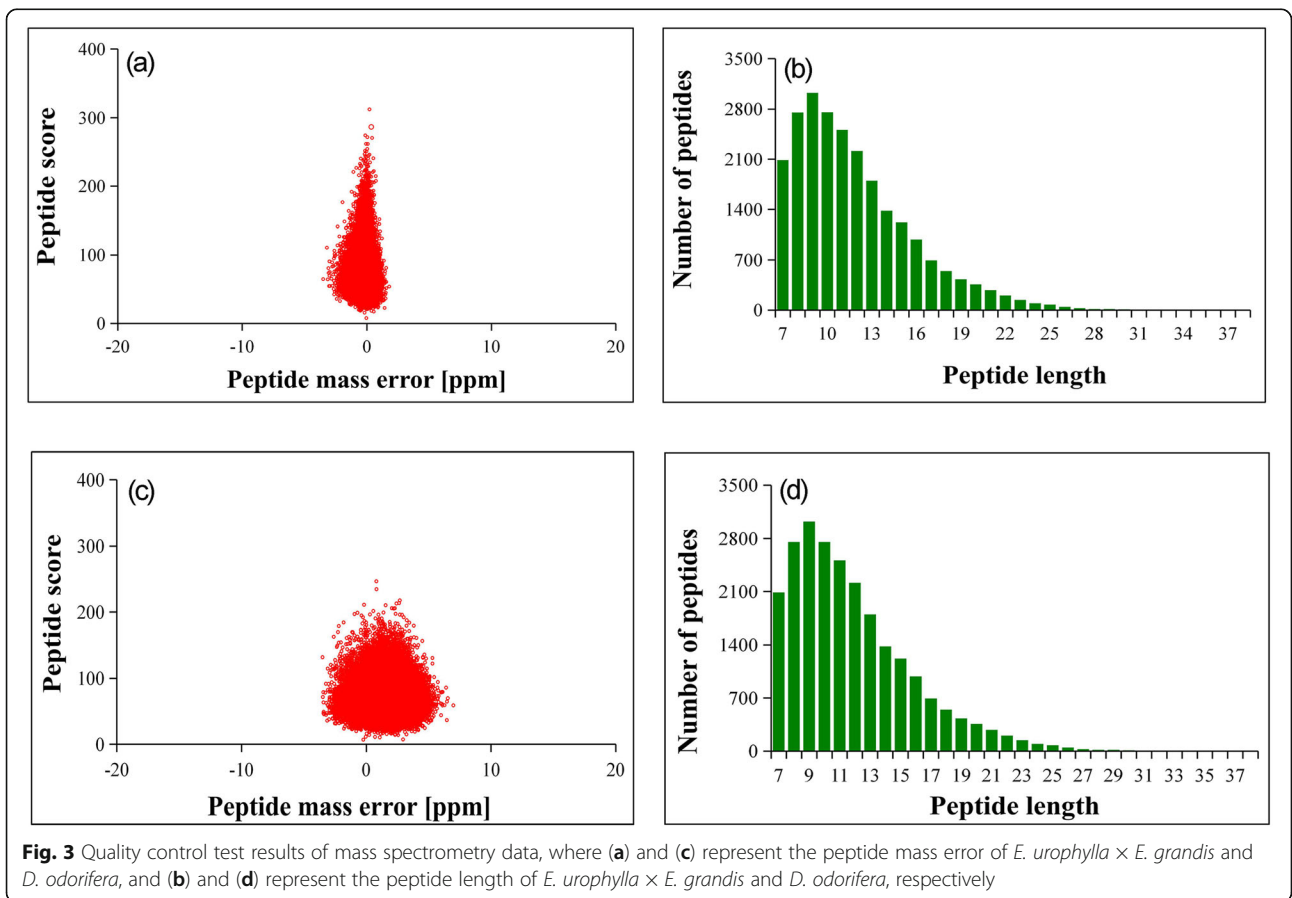 (a)
400
300
200
100
0
-20
-10
0
10
20
Peptide score
Peptide mass error [ppm]
(b)
3500
2800
2100
1400
700
0
7 10 13 16 19 22 25 28 31 34 37
Number of peptides
Peptide length
(c)
400
300
200
100
0
-20
-10
0
10
20
Peptide score
Peptide mass error [ppm]
(d)
3500
2800
2100
1400
700
0
7 9 11 13 15 17 19 21 23 25 27 29 31 33 35 37
Number of peptides
Peptide length
Fig. 3 Quality control test results of mass spectrometry data, where (a) and (c) represent the peptide mass error of E. urophylla × E. grandis and
D. odorifera, and (b) and (d) represent the peptide length of E. urophylla × E. grandis and D. odorifera, respectively